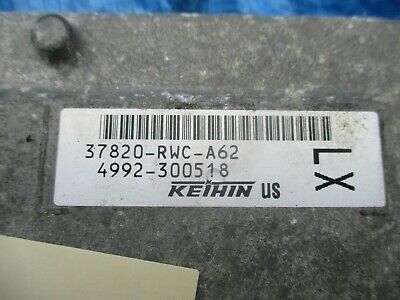 37820-RWC-A62
4992-300518
KEIHIN US
LX